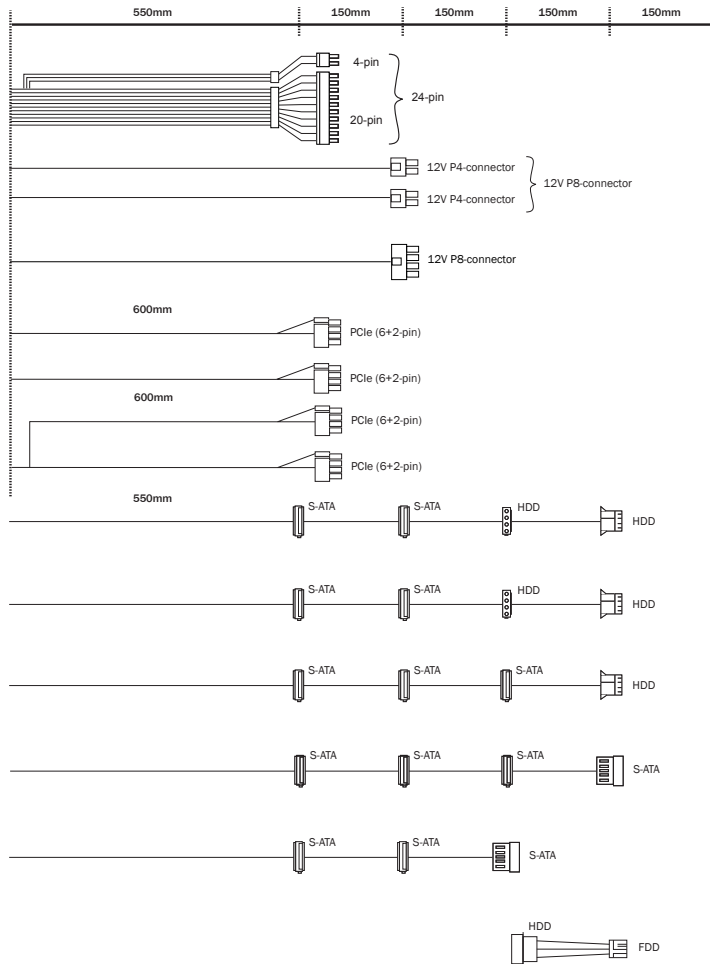 550mm 150mm 150mm 150mm 150mm
4-pin
24-pin
20-pin
12V P4-connector
12V P8-connector
12V P4-connector
12V P8-connector
600mm
PCIe (6+2-pin)
PCIe (6+2-pin)
600mm
PCIe (6+2-pin)
PCIe (6+2-pin)
550mm
S-ATA S-ATA HDD
HDD
S-ATA S-ATA HDD
HDD
S-ATA S-ATA S-ATA
HDD
S-ATA S-ATA S-ATA
S-ATA
S-ATA S-ATA
S-ATA
HDD
FDD